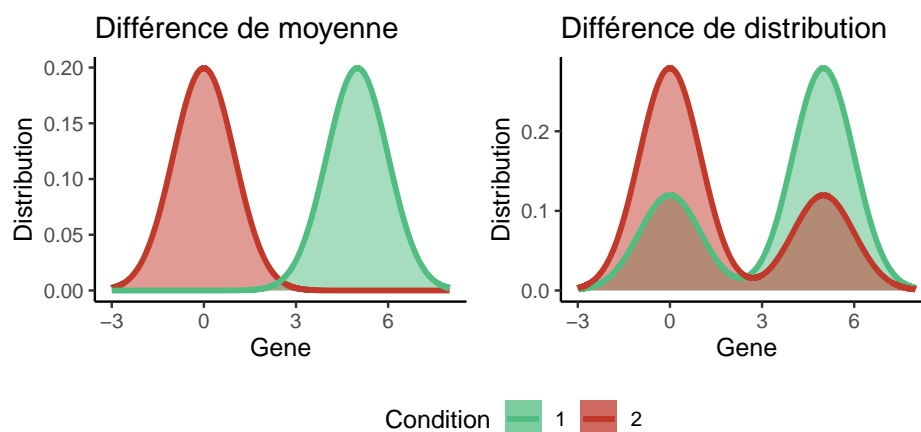 Différence de moyenne
0.20
0.15
0.10
0.05
0.00
Distribution
−3 0 3 6
Gene
Différence de distribution
0.2
0.1
0.0
Distribution
−3 0 3 6
Gene
Condition 1 2